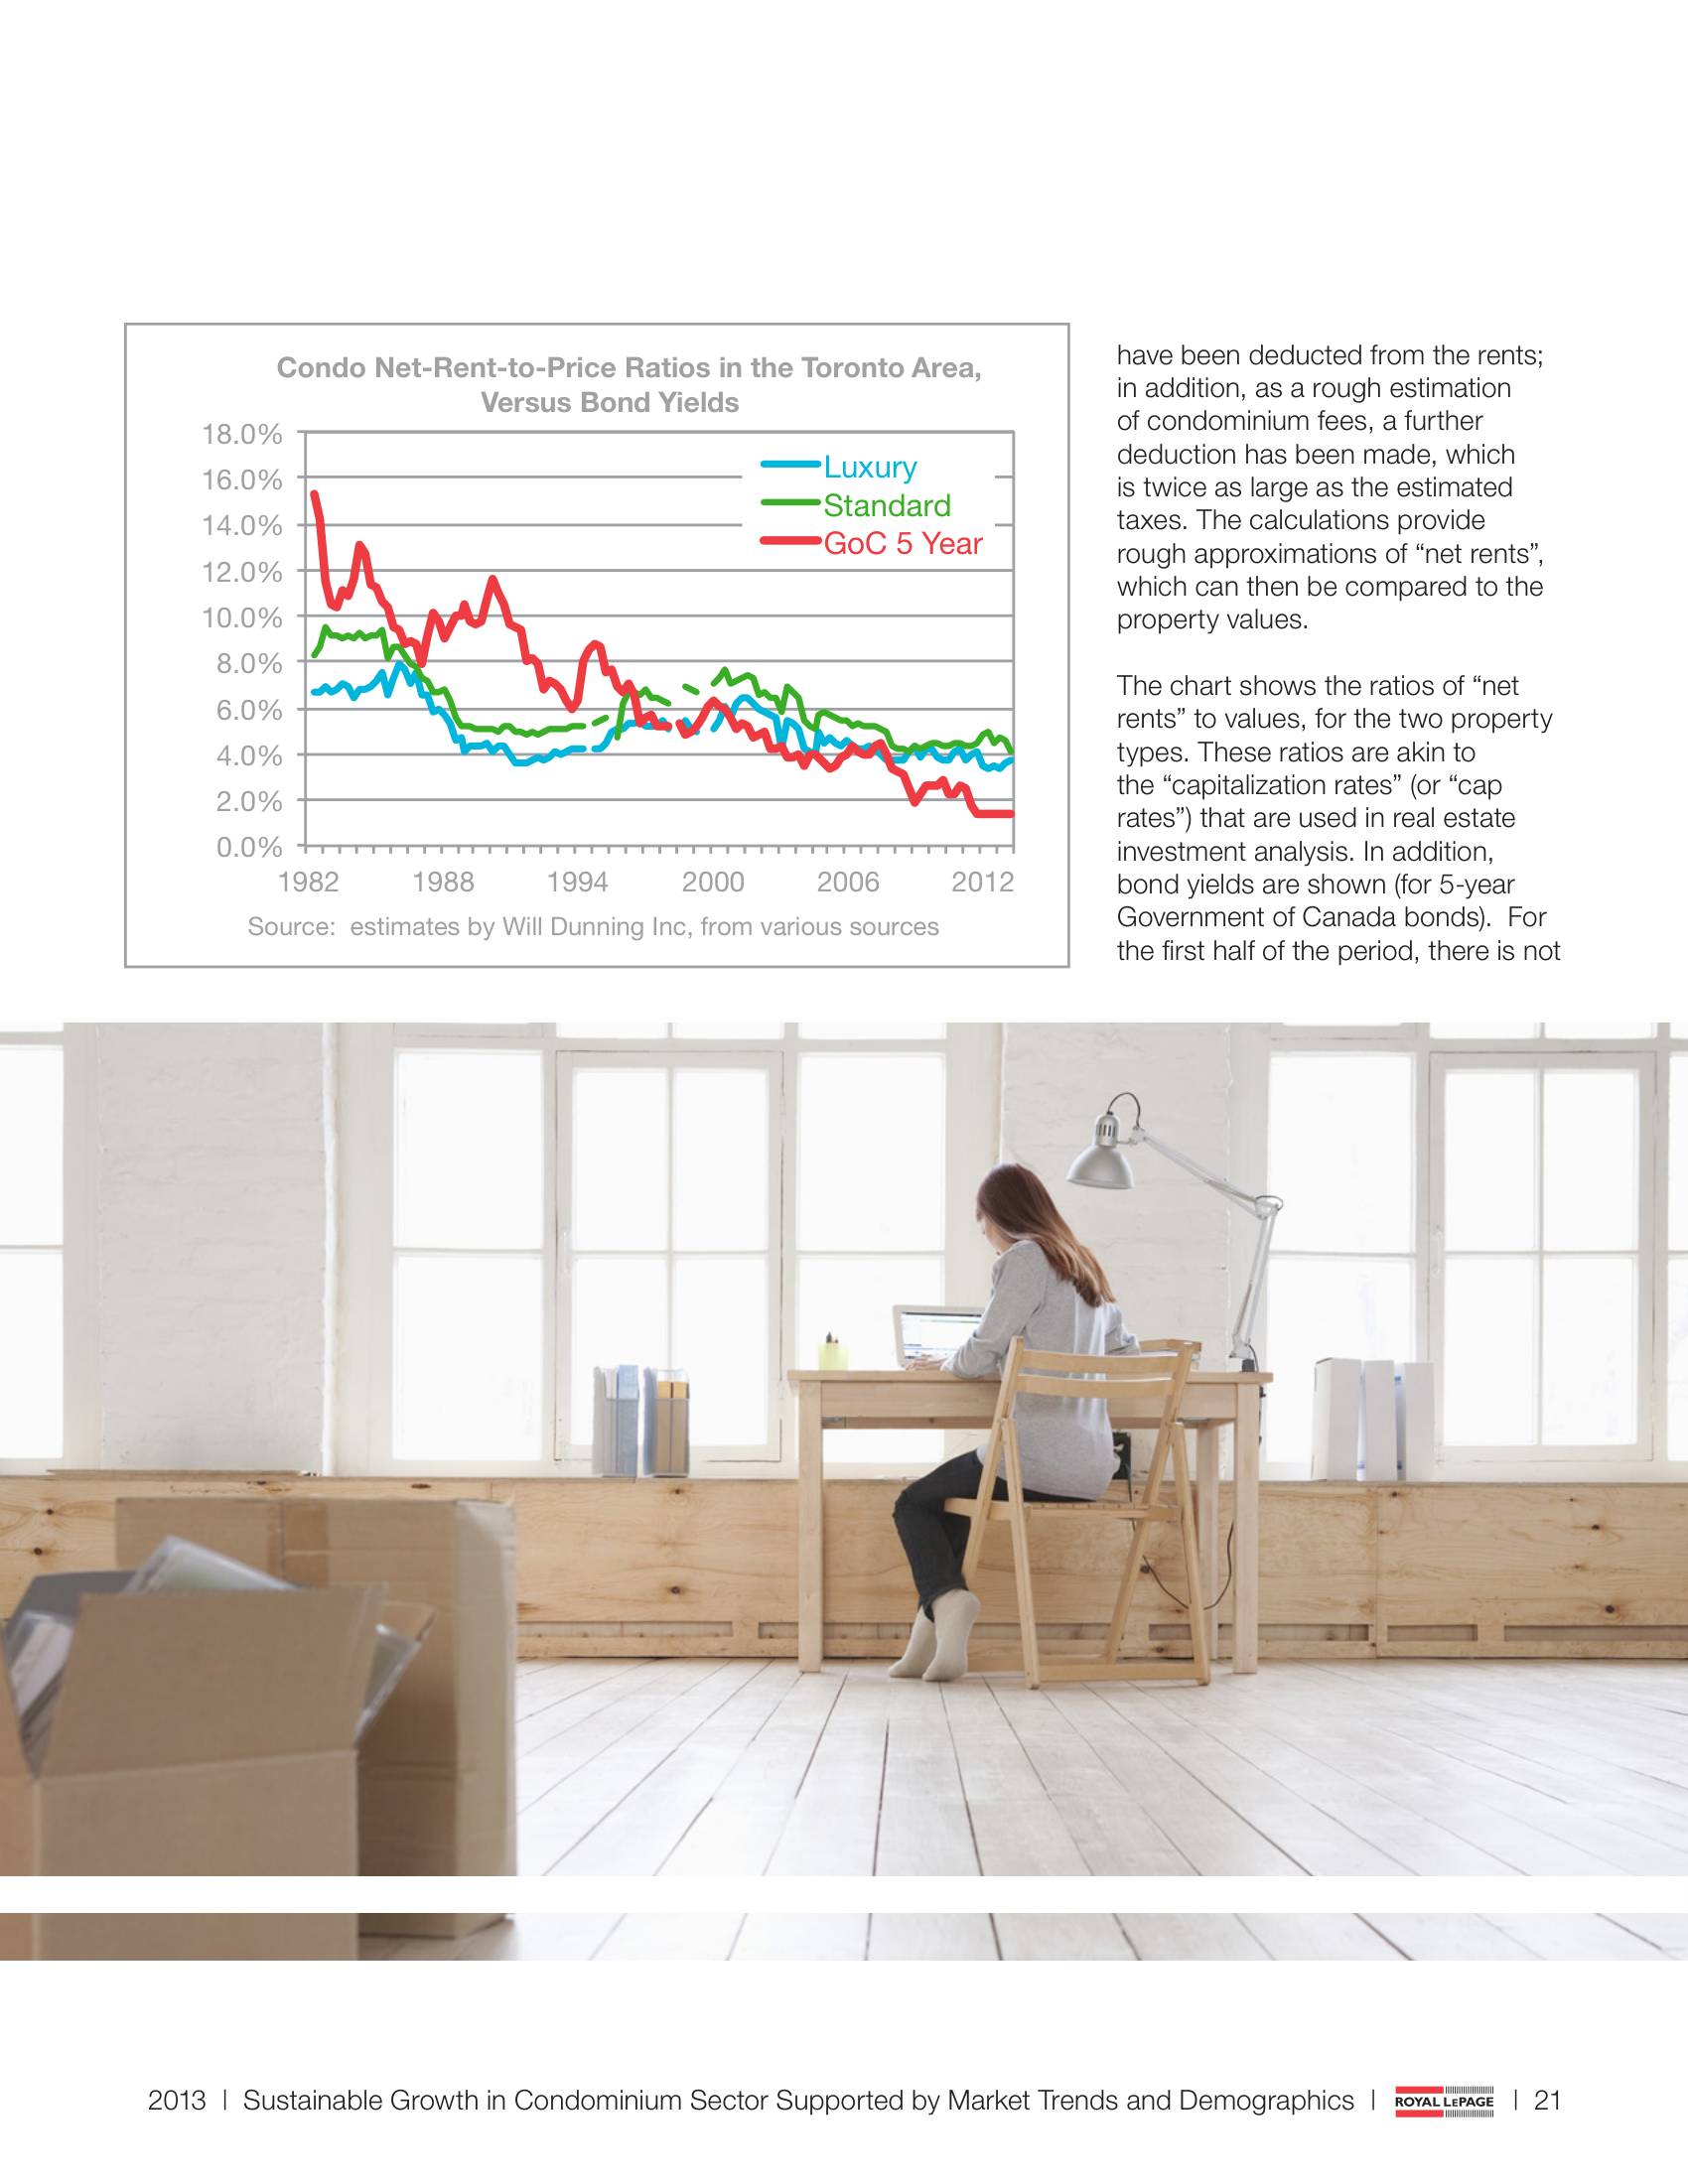 Condo Net-Rent-to-Price Ratios in the Toronto Area,
Versus Bond Yields
18.0%
16.0%
14.0%
12.0%
10.0%
8.0%
6.0%
4.0%
2.0%
0.0%
Luxury
Standard
GoC 5 Year
1982 1988 1994 2000 2006 2012
Source:  estimates by Will Dunning Inc, from various sources
have been deducted from the rents;
in addition, as a rough estimation
of condominium fees, a further
deduction has been made, which
is twice as large as the estimated
taxes. The calculations provide
rough approximations of “net rents”,
which can then be compared to the
property values.
The chart shows the ratios of “net
rents” to values, for the two property
types. These ratios are akin to
the “capitalization rates” (or “cap
rates”) that are used in real estate
investment analysis. In addition,
bond yields are shown (for 5-year
Government of Canada bonds).  For
the first half of the period, there is not
2013 | Sustainable Growth in Condominium Sector Supported by Market Trends and Demographics | ROYAL LEPAGE | 21